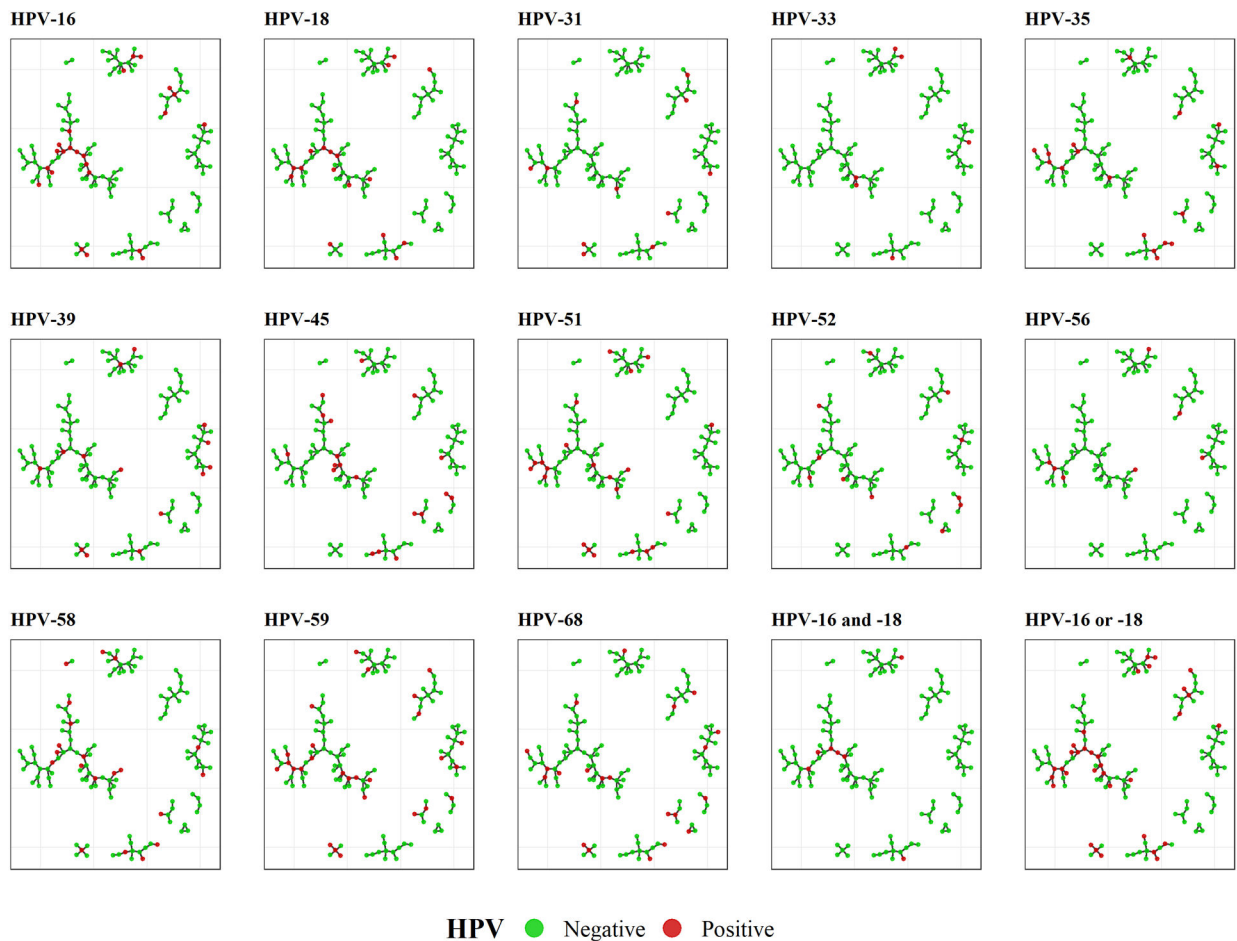 HPV-16 HPV-18 HPV-31 HPV-33 HPV-35
HPV-39 HPV-45 HPV-51 HPV-52 HPV-56
HPV-58 HPV-59 HPV-68 HPV-16 and -18 HPV-16 or -18
HPV Negative Positive